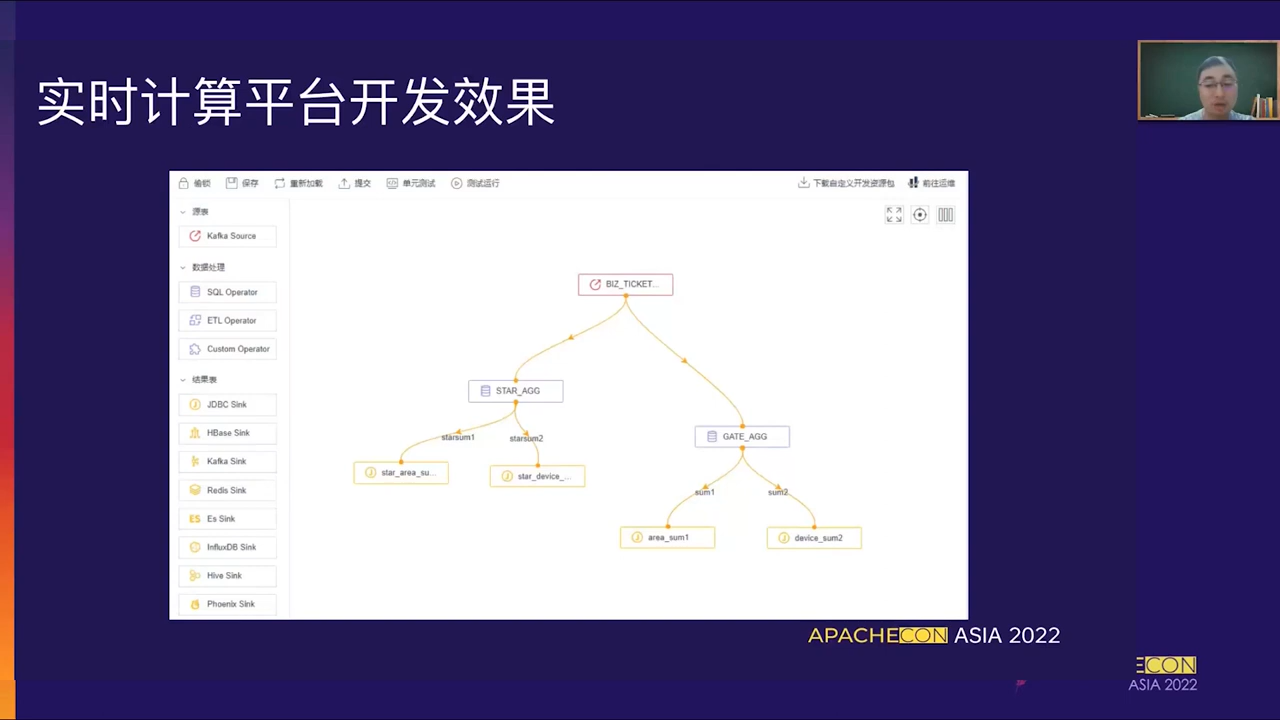 实时计算平台开发效果
偷锁 保存 重新加载 提交 单元测试 测试运行 下载自定义开发资源包 前往运维
源表
Kafka Source
数据处理
SQL Operator
ETL Operator
Custom Operator
结果表
JDBC Sink
HBase Sink
Kafka Sink
Redis Sink
ES Es Sink
InfluxDB Sink
Hive Sink
Phoenix Sink
BIZ_TICKET...
STAR_AGG
GATE_AGG
starsum1 starsum2
star_area_su... star_device_...
sum1 sum2
area_sum1 device_sum2
APACHECON ASIA 2022
ECON
ASIA 2022